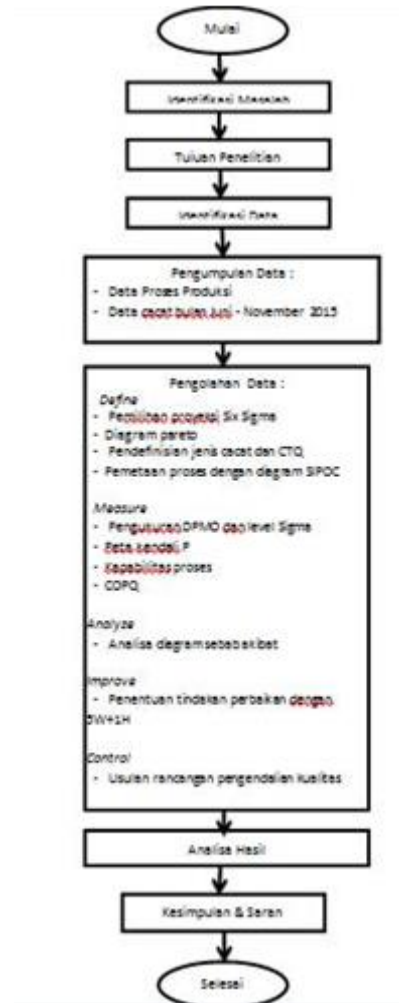 Mulai
Identifikasi Masalah
Tujuan Penelitian
Identifikasi Data
Pengumpulan Data :
- Data Proses Produksi
- Data cacat bulan Juni - November 2015
Pengolahan Data :
Define
- Pemilihan proyeksi Six Sigma
- Diagram pareto
- Pendefinisian jenis cacat dan CTQ
- Pemetaan proses dengan diagram SIPOC
Measure
- Pengukuran DPMO dan level Sigma
- Peta kendali P
- Kapabilitas proses
- COPQ
Analyze
- Analisa diagram sebab akibat
Improve
- Penentuan tindakan perbaikan dengan
5W+1H
Control
- Usulan rancangan pengendalian kualitas
Analisa Hasil
Kesimpulan & Saran
Selesai